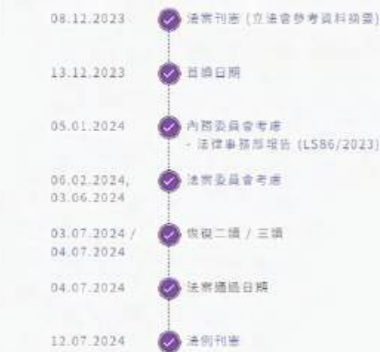 08.12.2023
法案刊憲 (立法會參考資料摘要)
13.12.2023
首讀日期
05.01.2024
內務委員會考慮
- 法律事務部報告 (LS86/2023)
06.02.2024,
03.06.2024
法案委員會考慮
03.07.2024 /
04.07.2024
恢復二讀 / 三讀
04.07.2024
法案通過日期
12.07.2024
法例刊憲